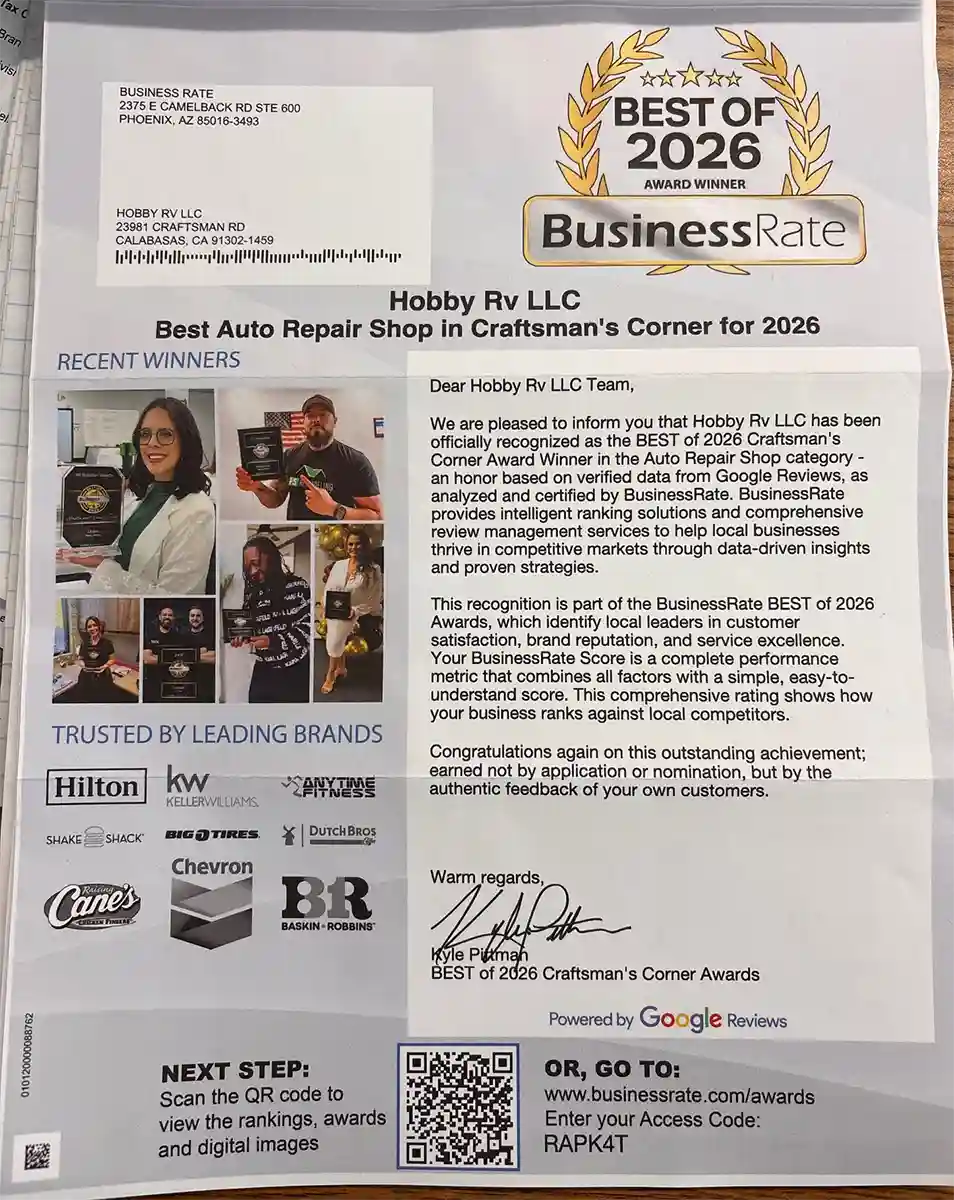 BUSINESS RATE
2375 E CAMELBACK RD STE 600
PHOENIX, AZ 85016-3493
HOBBY RV LLC
23981 CRAFTSMAN RD
CALABASAS, CA 91302-1459
BEST OF
2026
AWARD WINNER
BusinessRate
Hobby Rv LLC
Best Auto Repair Shop in Craftsman's Corner for 2026
RECENT WINNERS
TRUSTED BY LEADING BRANDS
Hilton
kw
KELLERWILLIAMS.
ANYTIME
FITNESS
SHAKE SHACK
BIG O TIRES
DUTCH BROS
Raising
Cane's
CHICKEN FINGERS
Chevron
BR
BASKIN ROBBINS
Dear Hobby Rv LLC Team,
We are pleased to inform you that Hobby Rv LLC has been
officially recognized as the BEST of 2026 Craftsman's
Corner Award Winner in the Auto Repair Shop category -
an honor based on verified data from Google Reviews, as
analyzed and certified by BusinessRate. BusinessRate
provides intelligent ranking solutions and comprehensive
review management services to help local businesses
thrive in competitive markets through data-driven insights
and proven strategies.
This recognition is part of the BusinessRate BEST of 2026
Awards, which identify local leaders in customer
satisfaction, brand reputation, and service excellence.
Your BusinessRate Score is a complete performance
metric that combines all factors with a simple, easy-to-
understand score. This comprehensive rating shows how
your business ranks against local competitors.
Congratulations again on this outstanding achievement;
earned not by application or nomination, but by the
authentic feedback of your own customers.
Warm regards,
Kyle Pittman
Kyle Pittman
BEST of 2026 Craftsman's Corner Awards
Powered by Google Reviews
010120000088762
NEXT STEP:
Scan the QR code to
view the rankings, awards
and digital images
OR, GO TO:
www.businessrate.com/awards
Enter your Access Code:
RAPK4T